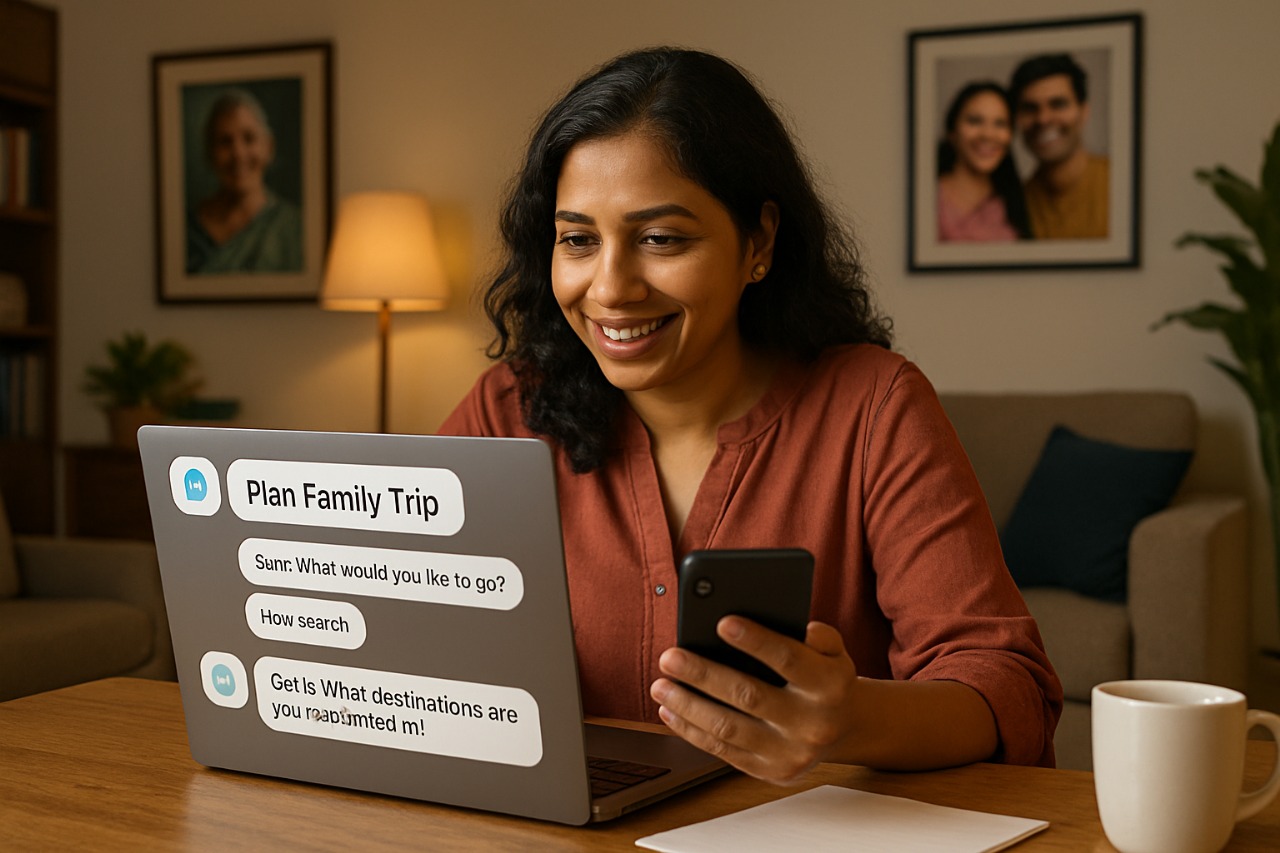 Plan Family Trip
Sunr: What would you lke to go?
How search
Get Is What destinations are
you m!